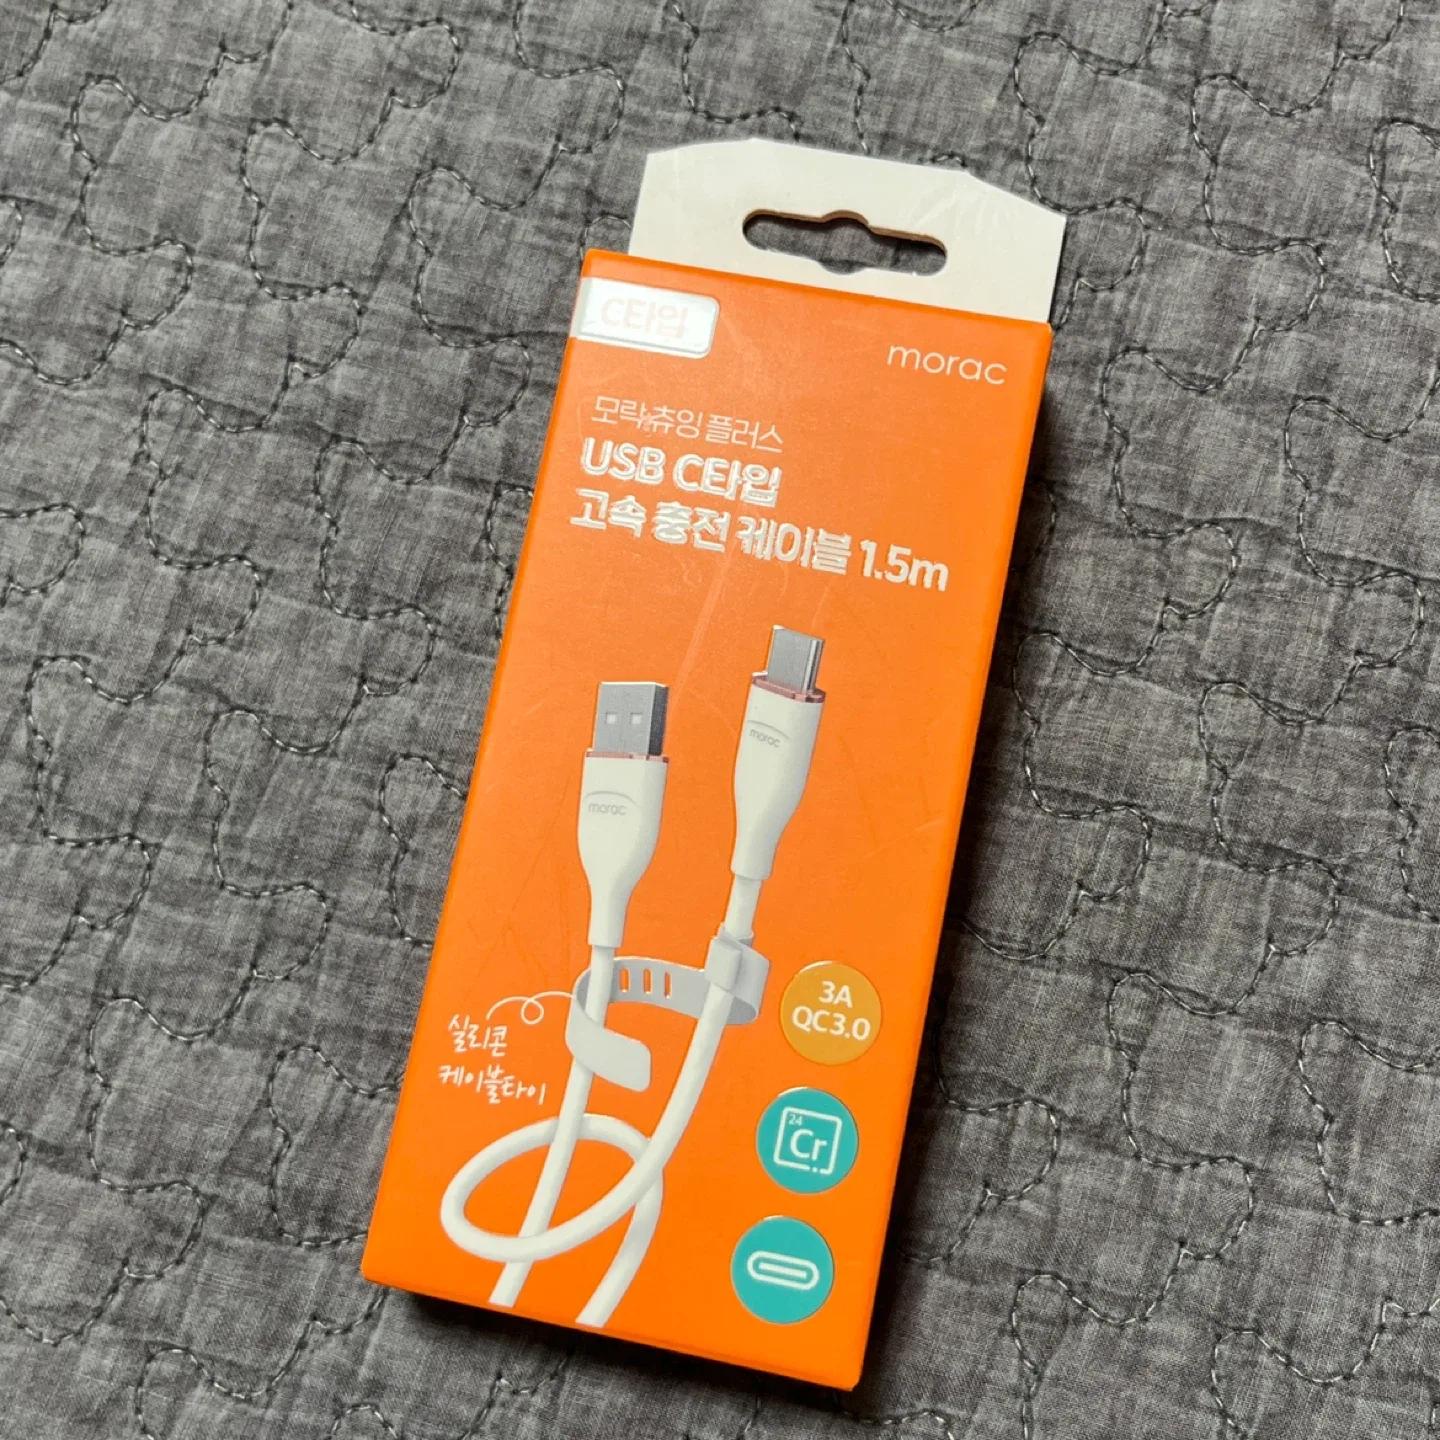 C타입
morac
모락 츄잉 플러스
USB C타입
고속 충전 케이블 1.5m
morac
morac
3A
QC3.0
실리콘
케이블타이
24
Cr